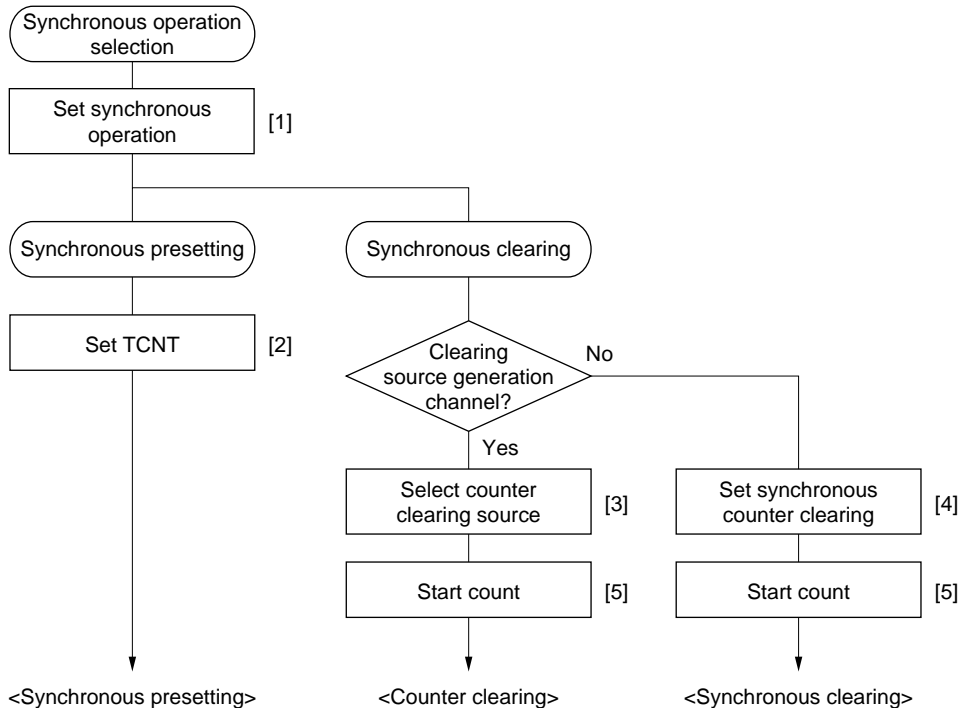 Synchronous operation
selection
Set synchronous
operation
[1]
Synchronous presetting
Synchronous clearing
Set TCNT
[2]
Clearing
source generation
channel?
No
Yes
Select counter
clearing source
[3]
Set synchronous
counter clearing
[4]
Start count
[5]
Start count
[5]
<Synchronous presetting>
<Counter clearing>
<Synchronous clearing>